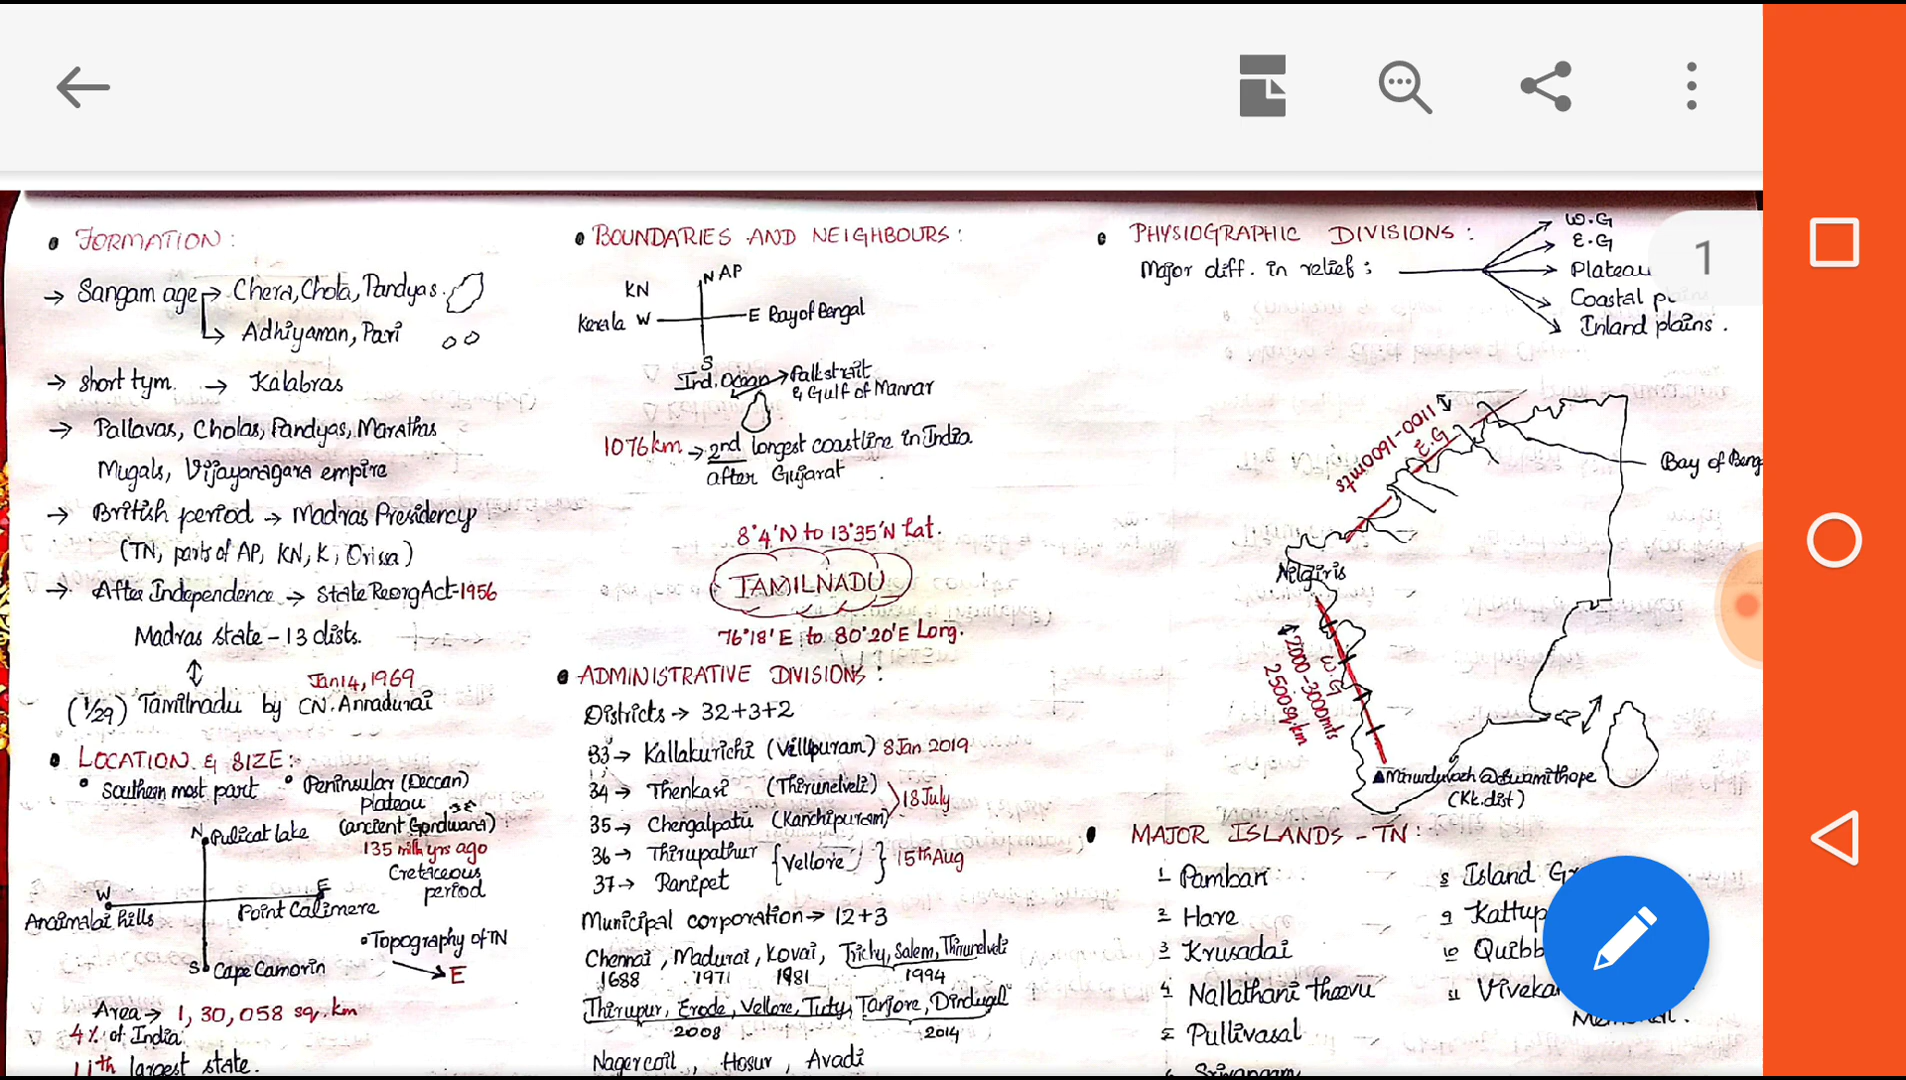 1
• FORMATION:
→ Sangam age → Chera, Chola, Pandyas.
→ Adhiyaman, Pari
→ short tym. → Kalabras
→ Pallavas, Cholas, Pandyas, Marathas
Mugals, Vijayanagara empire
→ British period → Madras Presidency
(TN, parts of AP, KN, K, Orissa)
→ After Independence → State Reorg Act-1956
Madras state - 13 dists.
↕ Jan 14, 1969
(1/29) Tamilnadu by CN. Annadurai
• LOCATION & SIZE:
• Southern most part • Peninsular (Deccan)
plateau
(ancient Gondwana)
135 mill yrs ago
Cretaceous
period
N Pulicat lake
W E
Anaimalai hills Point Calimere
S Cape Camorin
• Topography of TN
→ E
Area → 1,30,058 sq.km
4% of India
11th largest state.
• BOUNDARIES AND NEIGHBOURS:
N AP
KN
Kerala W E Bay of Bengal
S
Ind. Ocean → Palk strait
& Gulf of Mannar
1076 km → 2nd longest coastline in India
after Gujarat
8°4'N to 13°35'N Lat.
TAMILNADU
76°18'E to 80°20'E Long.
• ADMINISTRATIVE DIVISIONS:
Districts → 32+3+2
33 → Kallakurichi (Villupuram) 8 Jan 2019
34 → Thenkasi (Thirunelveli)
18 July
35 → Chengalpatu (Kanchipuram)
36 → Thirupathur
{Vellore} 15th Aug
37 → Ranipet
Municipal corporation → 12+3
Chennai, Madurai, Kovai, Trichy, Salem, Thirunelveli
1688 1971 1981 1994
Thirupur, Erode, Vellore, Tuty, Tanjore, Dindugal
2008 2014
Nagercoil, Hosur, Avadi
• PHYSIOGRAPHIC DIVISIONS:
Major diff. in relief:
W.G
E.G
Plateau
Coastal
Inland plains.
1100-1600mts
E.G
Bay of Beng
Nilgiris
W.G
2000-3000mts
2500sq.km
▲Marundhuvazh @ Swamithope
(KK.dist)
• MAJOR ISLANDS - TN:
1 Pamban
2 Hare
3 Krusadai
4 Nallathani theevu
5 Pullivasal
6 Srirangam
8 Island Gr
9 Kattup
10 Quibb
11 Viveka